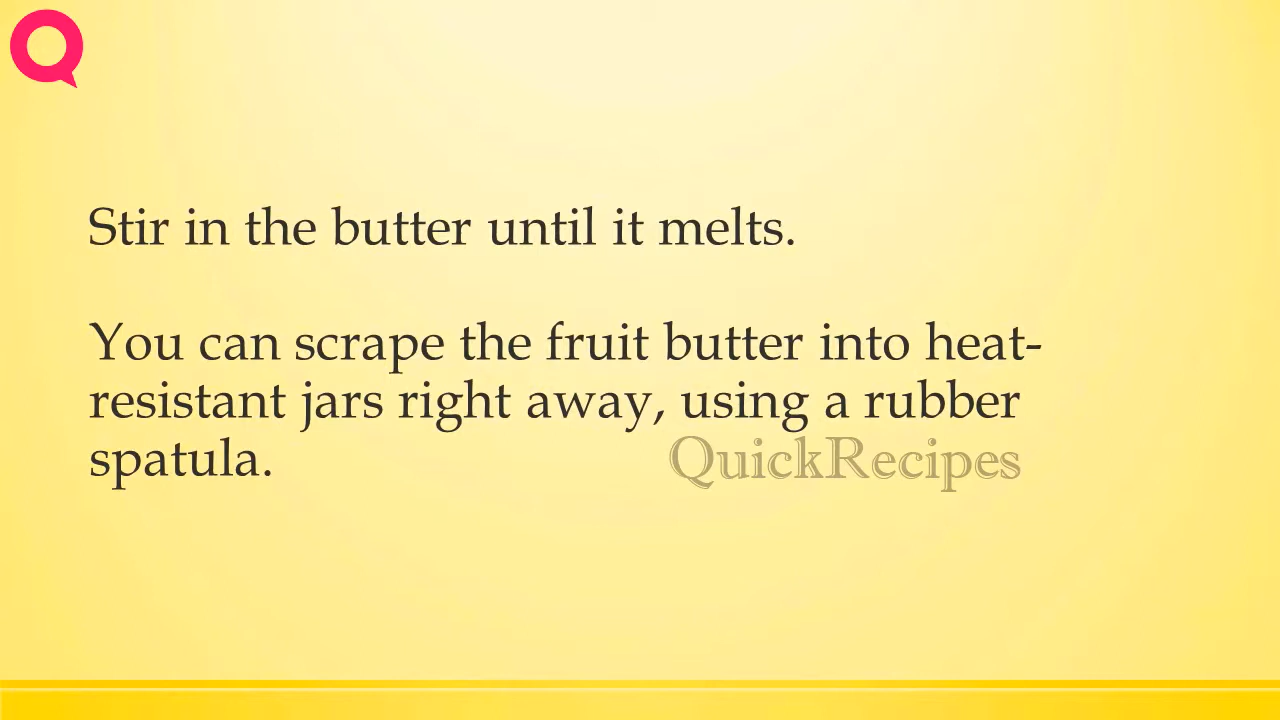 Stir in the butter until it melts.
You can scrape the fruit butter into heat-
resistant jars right away, using a rubber
spatula.
QuickRecipes